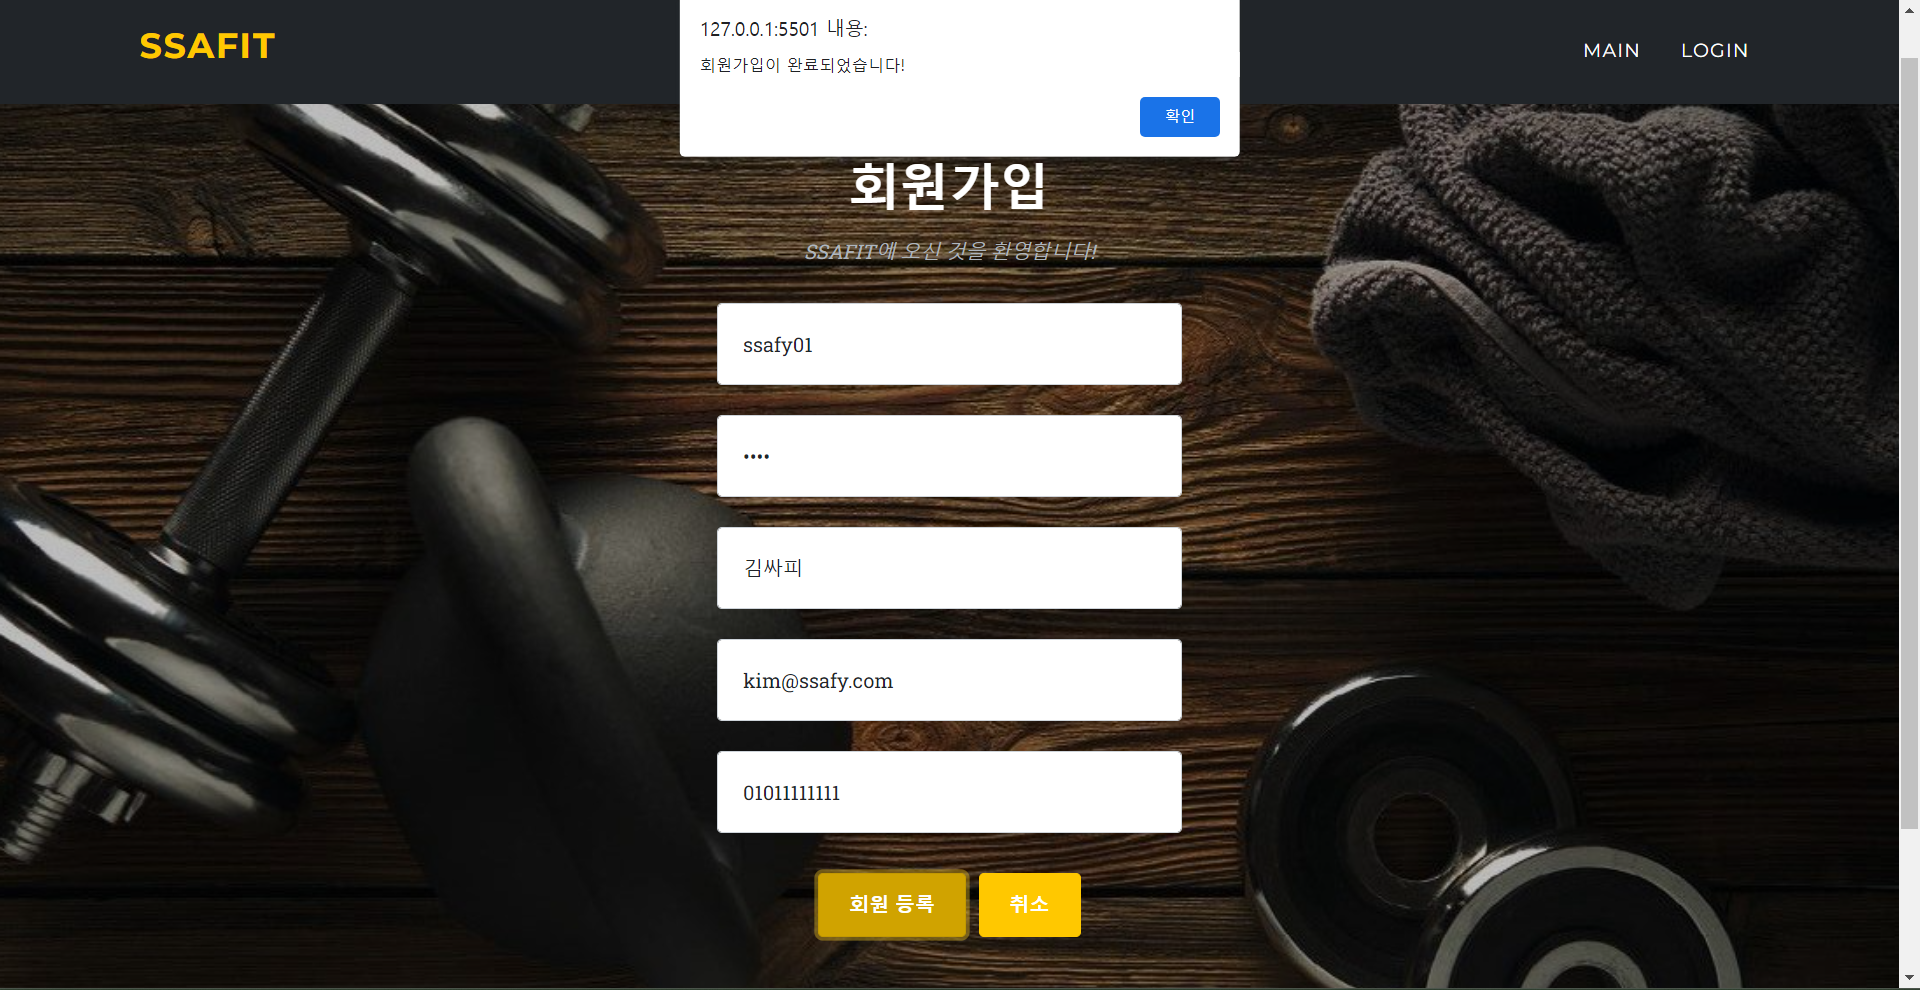 SSAFIT
127.0.0.1:5501 내용:
회원가입이 완료되었습니다!
확인
MAIN
LOGIN
회원가입
SSAFIT에 오신 것을 환영합니다!
ssafy01
••••
김싸피
kim@ssafy.com
01011111111
회원 등록
취소